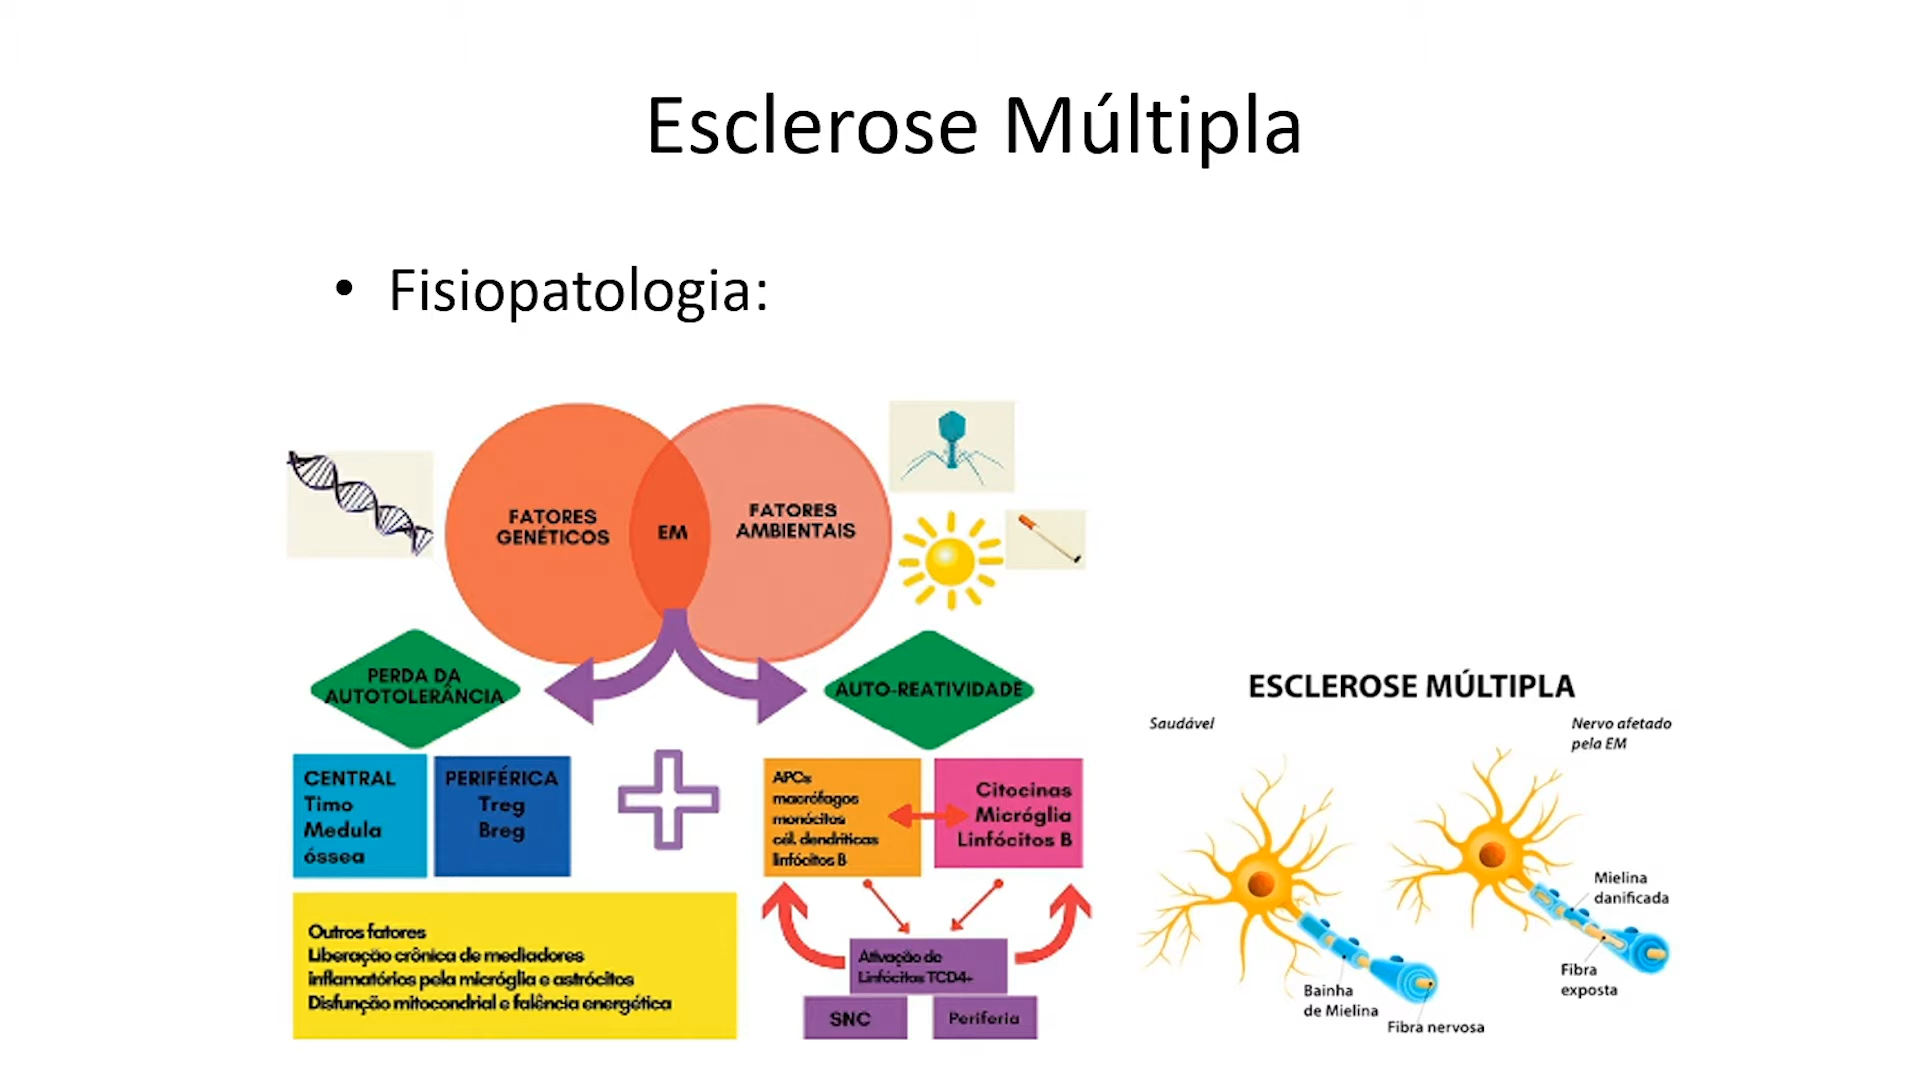 Esclerose Múltipla
• Fisiopatologia:
FATORES
GENÉTICOS
EM
FATORES
AMBIENTAIS
PERDA DA
AUTOTOLERÂNCIA
AUTO-REATIVIDADE
CENTRAL
Timo
Medula
óssea
PERIFÉRICA
Treg
Breg
APCs
macrófagos
monócitos
cél. dendríticas
linfócitos B
Citocinas
Micróglia
Linfócitos B
Outros fatores
Liberação crônica de mediadores
inflamatórios pela micróglia e astrócitos
Disfunção mitocondrial e falência energética
Ativação de
Linfócitos TCD4+
SNC
Periferia
ESCLEROSE MÚLTIPLA
Saudável
Nervo afetado
pela EM
Mielina
danificada
Fibra
exposta
Bainha
de Mielina
Fibra nervosa